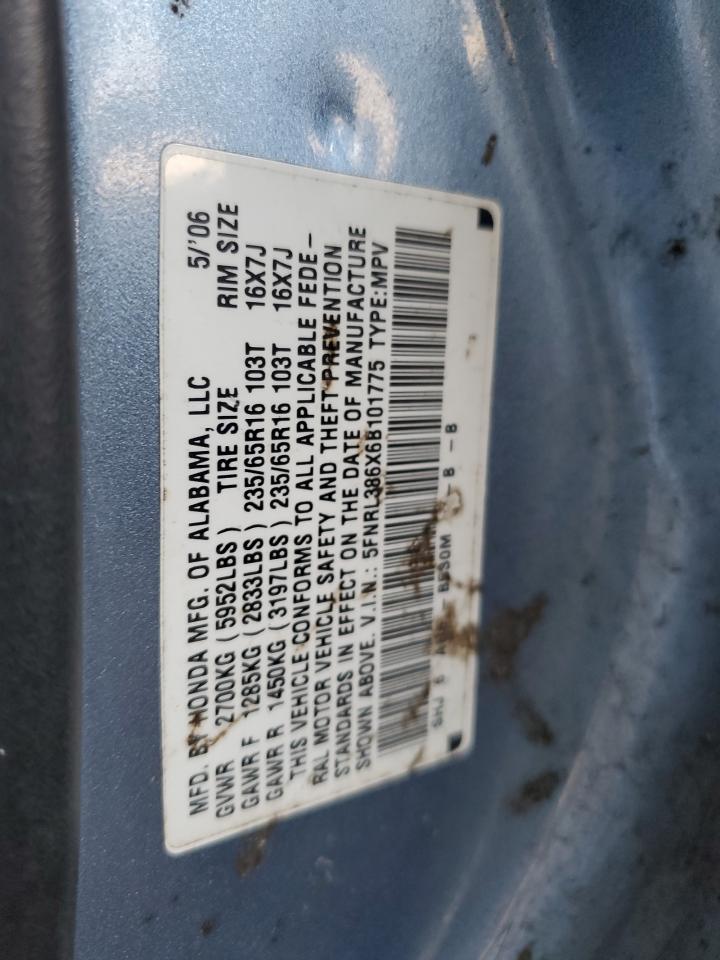 MFD. BY HONDA MFG. OF ALABAMA, LLC 5/'06
GVWR 2700KG (5952LBS) TIRE SIZE RIM SIZE
GAWR F 1285KG (2833LBS) 235/65R16 103T 16X7J
GAWR R 1450KG (3197LBS) 235/65R16 103T 16X7J
THIS VEHICLE CONFORMS TO ALL APPLICABLE FEDE-
RAL MOTOR VEHICLE SAFETY AND THEFT PREVENTION
STANDARDS IN EFFECT ON THE DATE OF MANUFACTURE
SHOWN ABOVE. V.I.N.: 5FNRL386X6B101775 TYPE:MPV
SHJ 6 - B - B